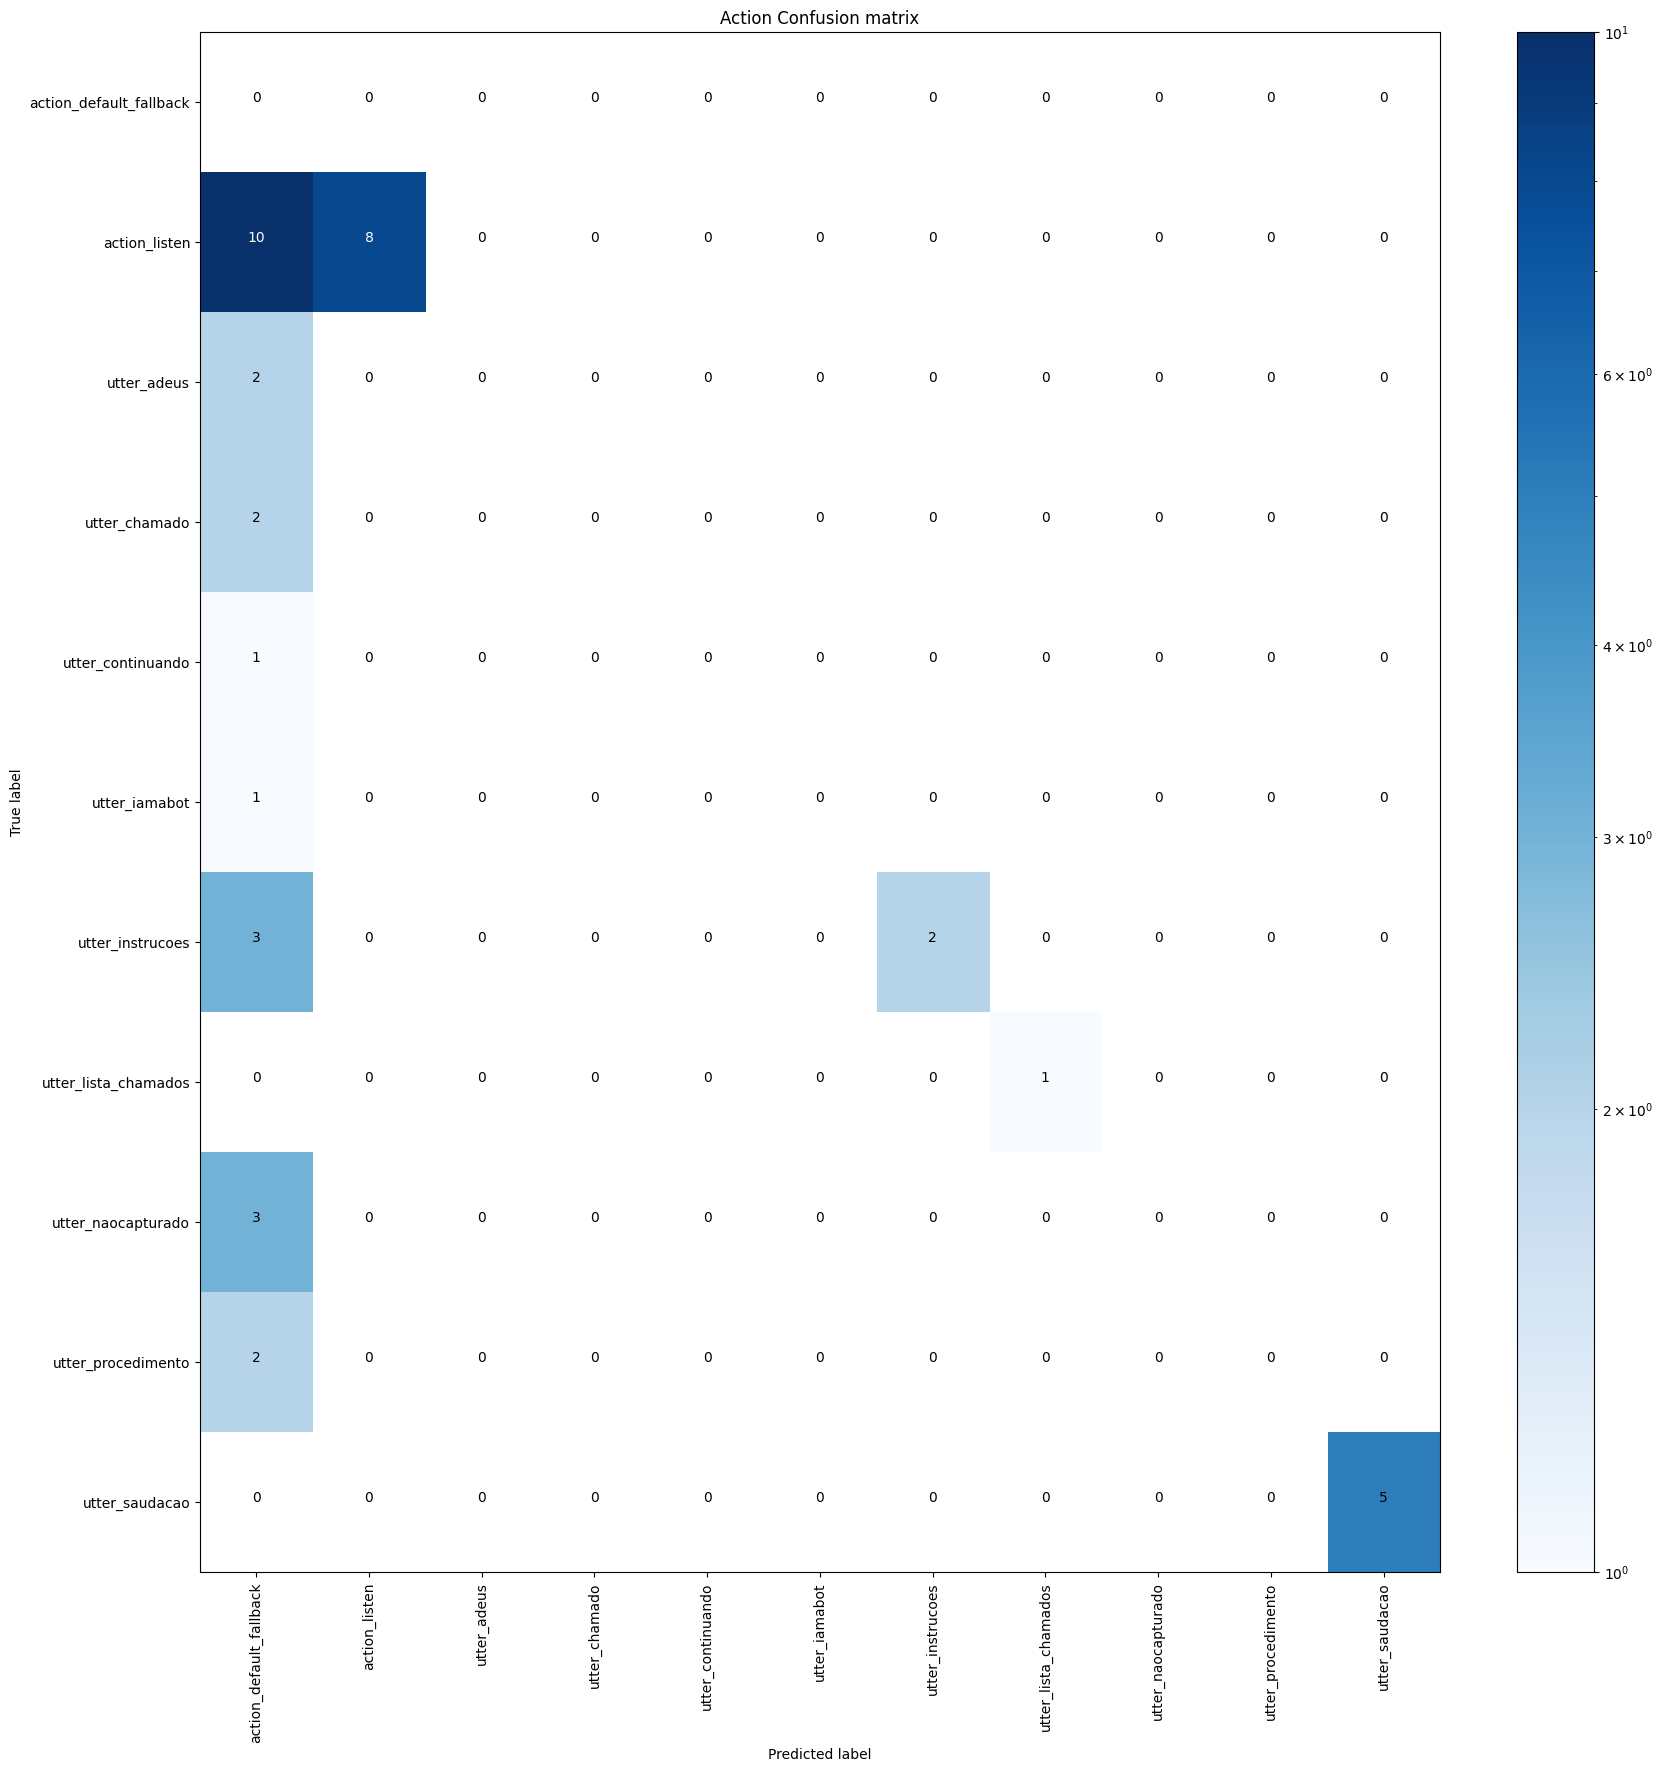 Action Confusion matrix
True label
action_default_fallback 0 0 0 0 0 0 0 0 0 0 0
action_listen 10 8 0 0 0 0 0 0 0 0 0
utter_adeus 2 0 0 0 0 0 0 0 0 0 0
utter_chamado 2 0 0 0 0 0 0 0 0 0 0
utter_continuando 1 0 0 0 0 0 0 0 0 0 0
utter_iamabot 1 0 0 0 0 0 0 0 0 0 0
utter_instrucoes 3 0 0 0 0 0 2 0 0 0 0
utter_lista_chamados 0 0 0 0 0 0 0 1 0 0 0
utter_naocapturado 3 0 0 0 0 0 0 0 0 0 0
utter_procedimento 2 0 0 0 0 0 0 0 0 0 0
utter_saudacao 0 0 0 0 0 0 0 0 0 0 5
action_default_fallback
action_listen
utter_adeus
utter_chamado
utter_continuando
utter_iamabot
utter_instrucoes
utter_lista_chamados
utter_naocapturado
utter_procedimento
utter_saudacao
Predicted label
10¹
6 × 10⁰
4 × 10⁰
3 × 10⁰
2 × 10⁰
10⁰